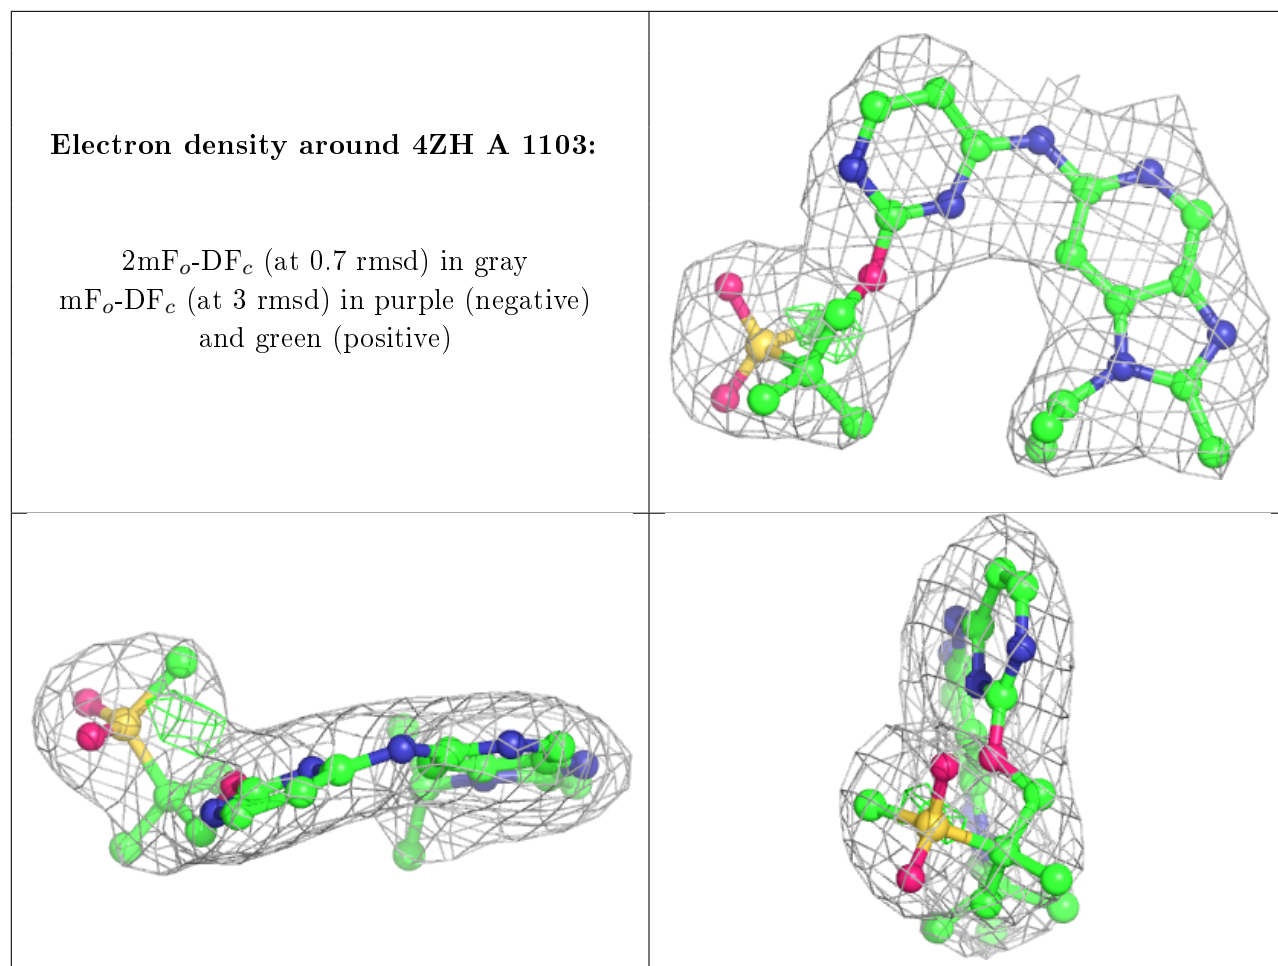 Electron density around 4ZH A 1103:
2mFo-DFc (at 0.7 rmsd) in gray
mFo-DFc (at 3 rmsd) in purple (negative)
and green (positive)